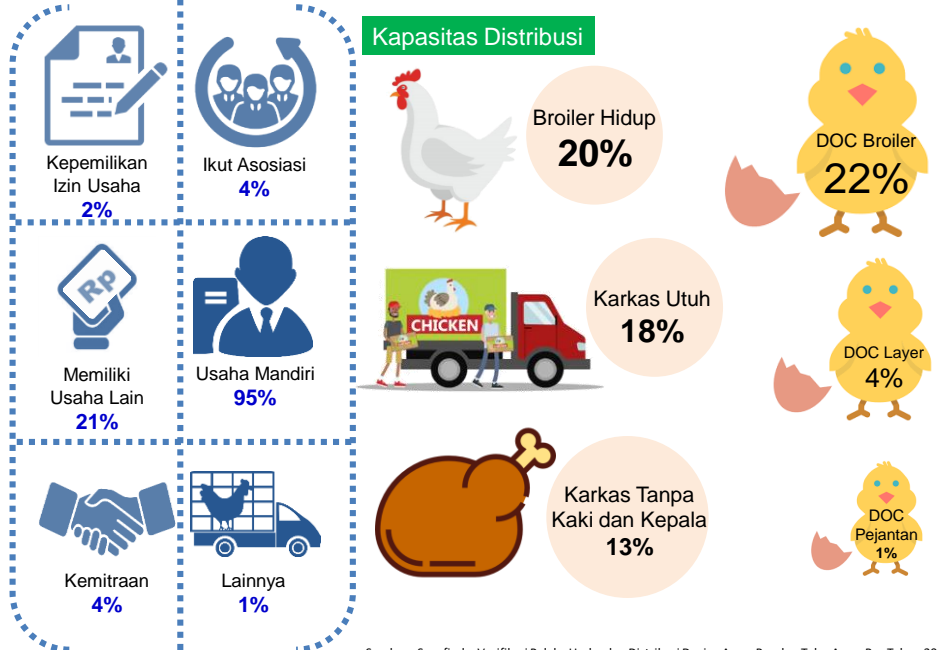 Kepemilikan
Izin Usaha
2%
Ikut Asosiasi
4%
Rp
Memiliki
Usaha Lain
21%
Usaha Mandiri
95%
Kemitraan
4%
Lainnya
1%
Kapasitas Distribusi
Broiler Hidup
20%
CHICKEN
Karkas Utuh
18%
Karkas Tanpa
Kaki dan Kepala
13%
DOC Broiler
22%
DOC Layer
4%
DOC
Pejantan
1%